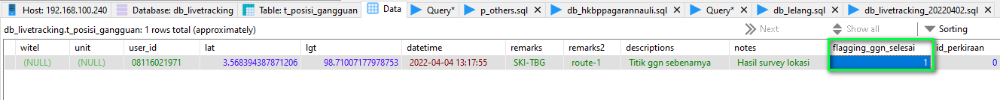 Host: 192.168.100.240 Database: db_livetracking Table: t_posisi_gangguan Data Query* p_others.sql db_hkbppagarannauli.sql Query* db_lelang.sql db_livetracking_20220402.sql
db_livetracking.t_posisi_gangguan: 1 rows total (approximately) Next Show all Sorting
witel unit user_id lat lgt datetime remarks remarks2 descriptions notes flagging_ggn_selesai id_perkiraan
(NULL) (NULL) 08116021971 3.568394387871206 98.71007177978753 2022-04-04 13:17:55 SKI-TBG route-1 Titik ggn sebenarnya Hasil survey lokasi 1 0